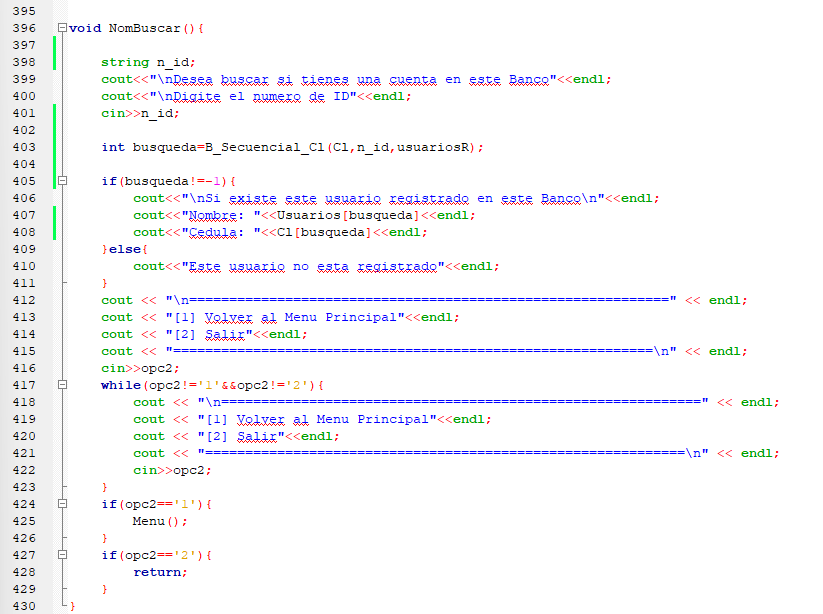 395
396 void NomBuscar(){
397
398 string n_id;
399 cout<<"\nDesea buscar si tienes una cuenta en este Banco"<<endl;
400 cout<<"\nDigite el numero de ID"<<endl;
401 cin>>n_id;
402
403 int busqueda=B_Secuencial_Cl(Cl,n_id,usuariosR);
404
405 if(busqueda!=-1){
406 cout<<"\nSi existe este usuario registrado en este Banco\n"<<endl;
407 cout<<"Nombre: "<<Usuarios[busqueda]<<endl;
408 cout<<"Cedula: "<<Cl[busqueda]<<endl;
409 }else{
410 cout<<"Este usuario no esta registrado"<<endl;
411 }
412 cout << "\n============================================================" << endl;
413 cout << "[1] Volver al Menu Principal"<<endl;
414 cout << "[2] Salir"<<endl;
415 cout << "============================================================\n" << endl;
416 cin>>opc2;
417 while(opc2!='1'&&opc2!='2'){
418 cout << "\n============================================================" << endl;
419 cout << "[1] Volver al Menu Principal"<<endl;
420 cout << "[2] Salir"<<endl;
421 cout << "============================================================\n" << endl;
422 cin>>opc2;
423 }
424 if(opc2=='1'){
425 Menu();
426 }
427 if(opc2=='2'){
428 return;
429 }
430 }